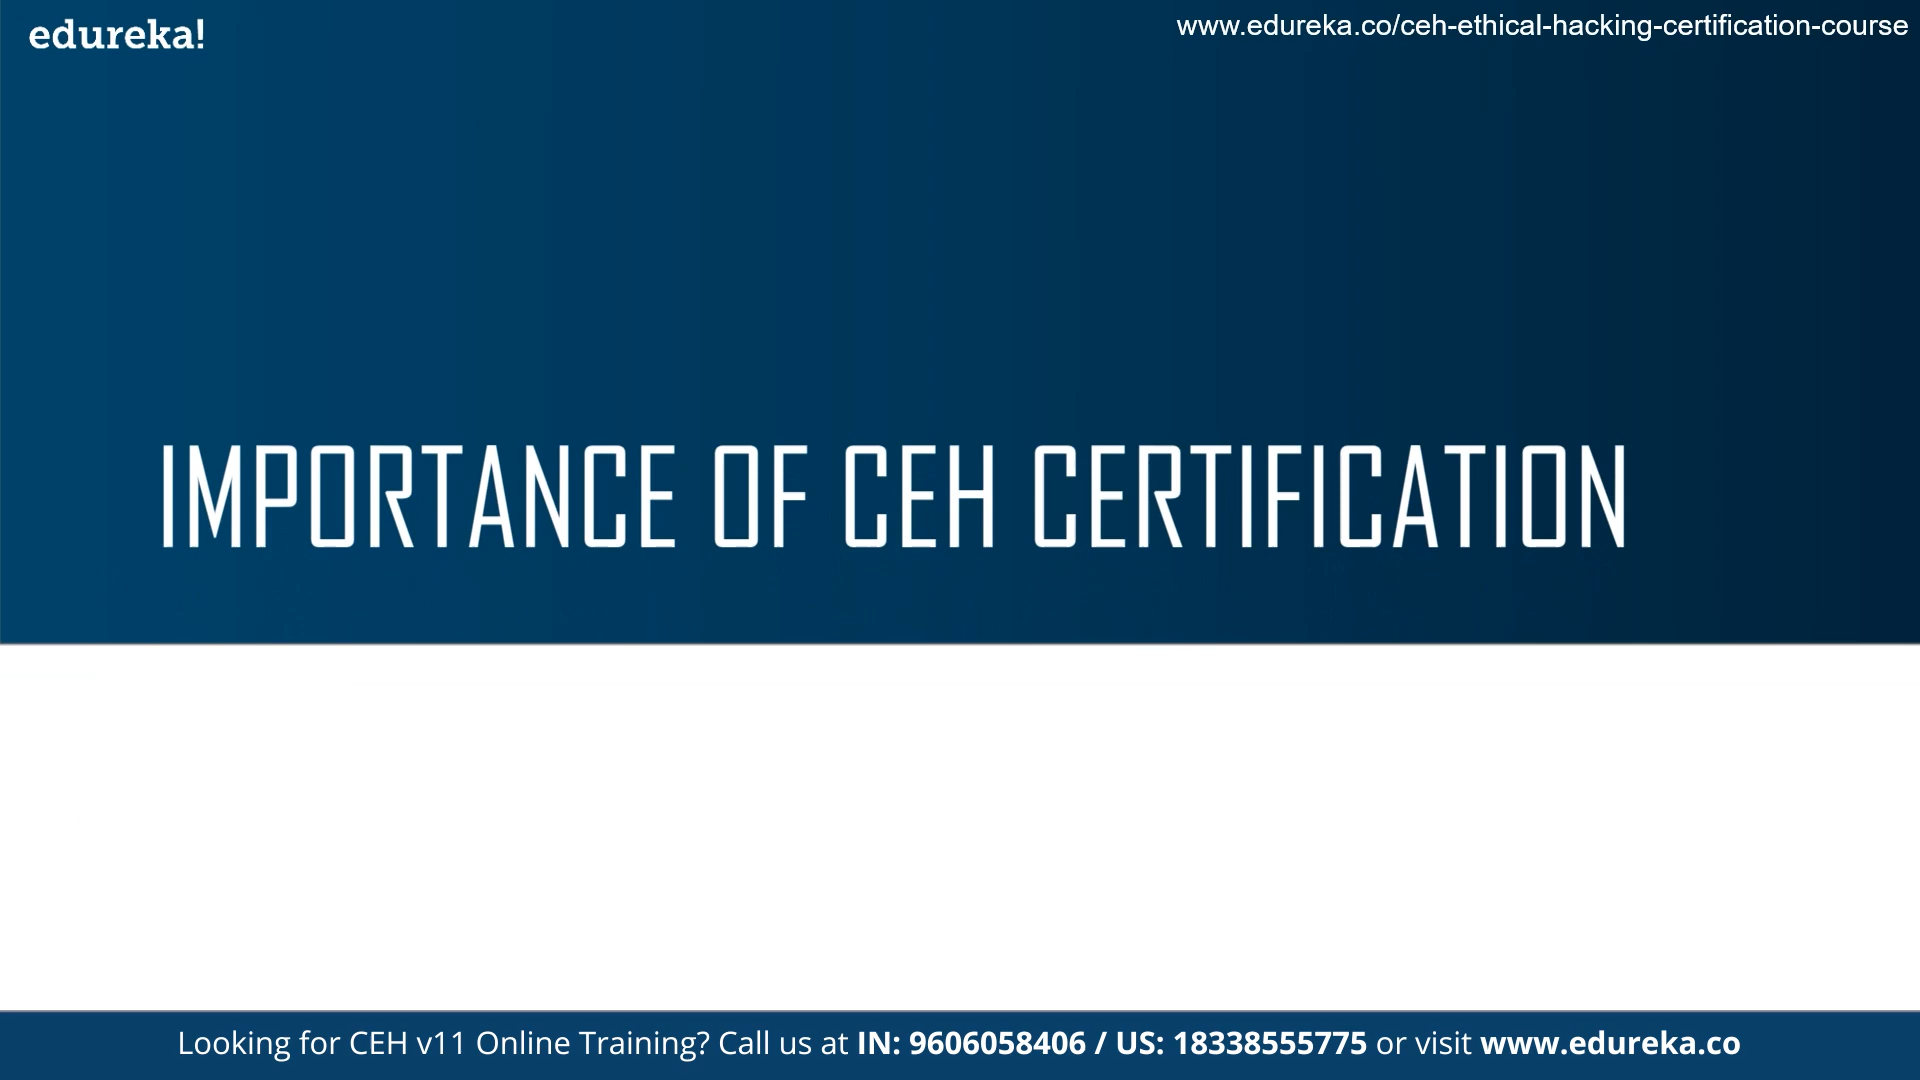 edureka!
www.edureka.co/ceh-ethical-hacking-certification-course
IMPORTANCE OF CEH CERTIFICATION
Looking for CEH v11 Online Training? Call us at IN: 9606058406 / US: 18338555775 or visit www.edureka.co